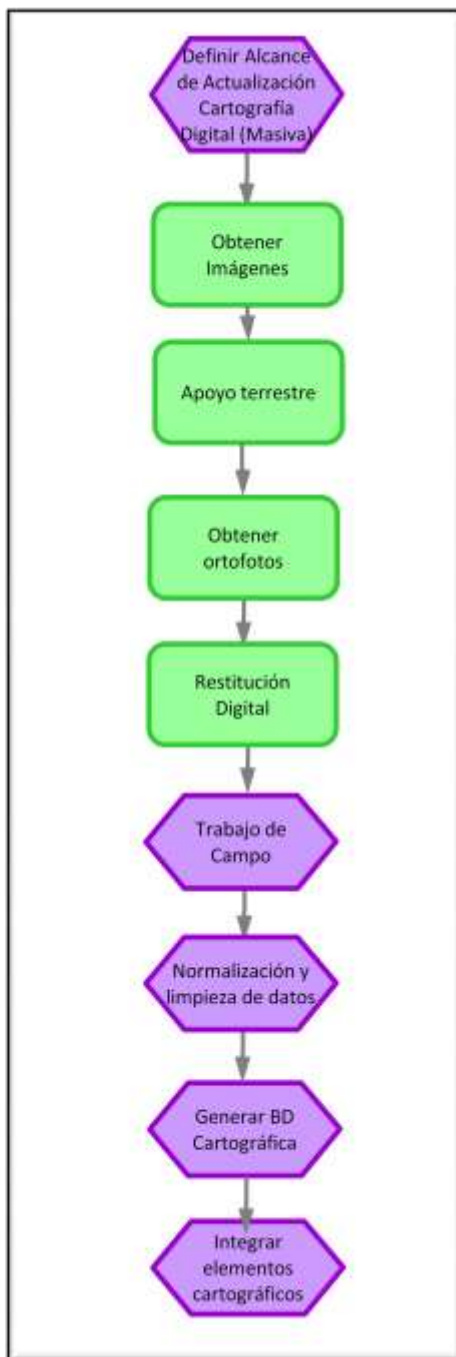 Definir Alcance
de Actualización
Cartografía
Digital (Masiva)
Obtener
Imágenes
Apoyo terrestre
Obtener
ortofotos
Restitución
Digital
Trabajo de
Campo
Normalización y
limpieza de datos
Generar BD
Cartográfica
Integrar
elementos
cartográficos